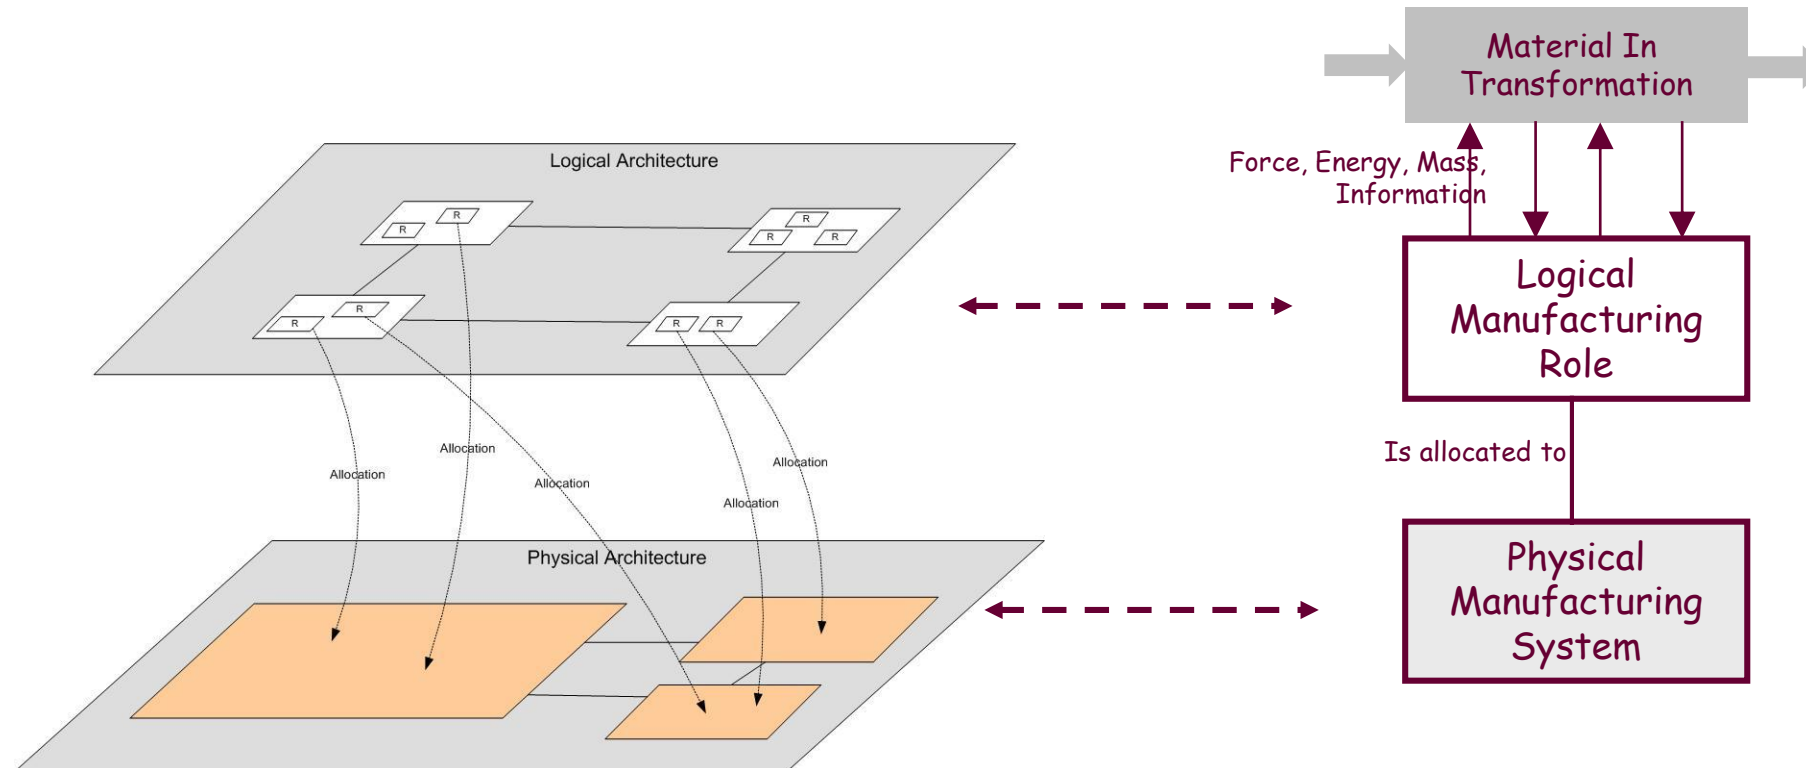 Logical Architecture
R
R
R
R
R
R
R
R
R
Allocation
Allocation
Allocation
Allocation
Allocation
Physical Architecture
Material In
Transformation
Force, Energy, Mass,
Information
Logical
Manufacturing
Role
Is allocated to
Physical
Manufacturing
System